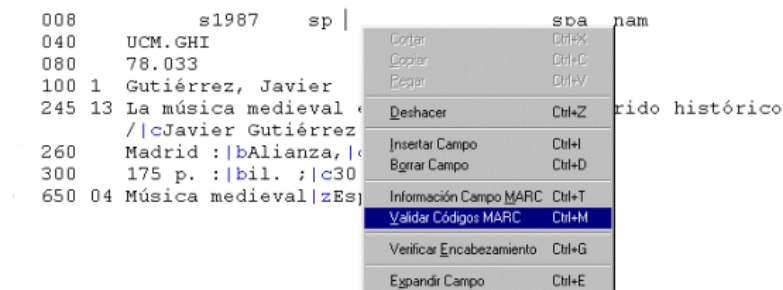 008 s1987 sp | spa nam
040 UCM.GHI
080 78.033
100 1 Gutiérrez, Javier
245 13 La música medieval rido histórico
/|cJavier Gutiérrez
260 Madrid :|bAlianza,|
300 175 p. :|bil. ;|c30
650 04 Música medieval|zEsp
Cortar Ctrl+X
Copiar Ctrl+C
Pegar Ctrl+V
Deshacer Ctrl+Z
Insertar Campo Ctrl+I
Borrar Campo Ctrl+D
Información Campo MARC Ctrl+T
Validar Códigos MARC Ctrl+M
Verificar Encabezamiento Ctrl+G
Expandir Campo Ctrl+E